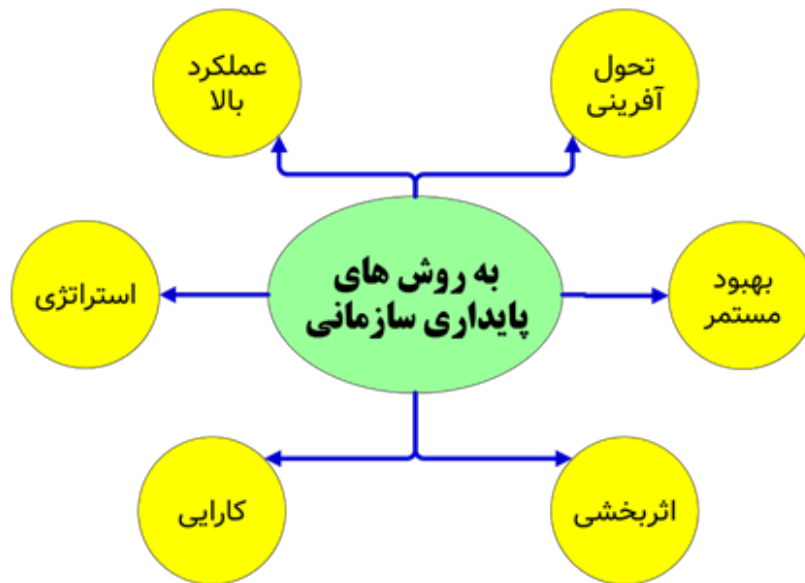 تحول
آفرینی
عملکرد
بالا
به روش های
پایداری سازمانی
بهبود
مستمر
استراتژی
اثربخشی
کارایی